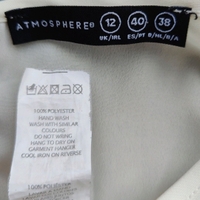 ATMOSPHERE®
12 40 38
UK/IRL ES/PT B/NL/D/A
100% POLYESTER
HAND WASH
WASH WITH SIMILAR
COLOURS
DO NOT WRING
HANG TO DRY ON
GARMENT HANGER
COOL IRON ON REVERSE
100% POLYESTER